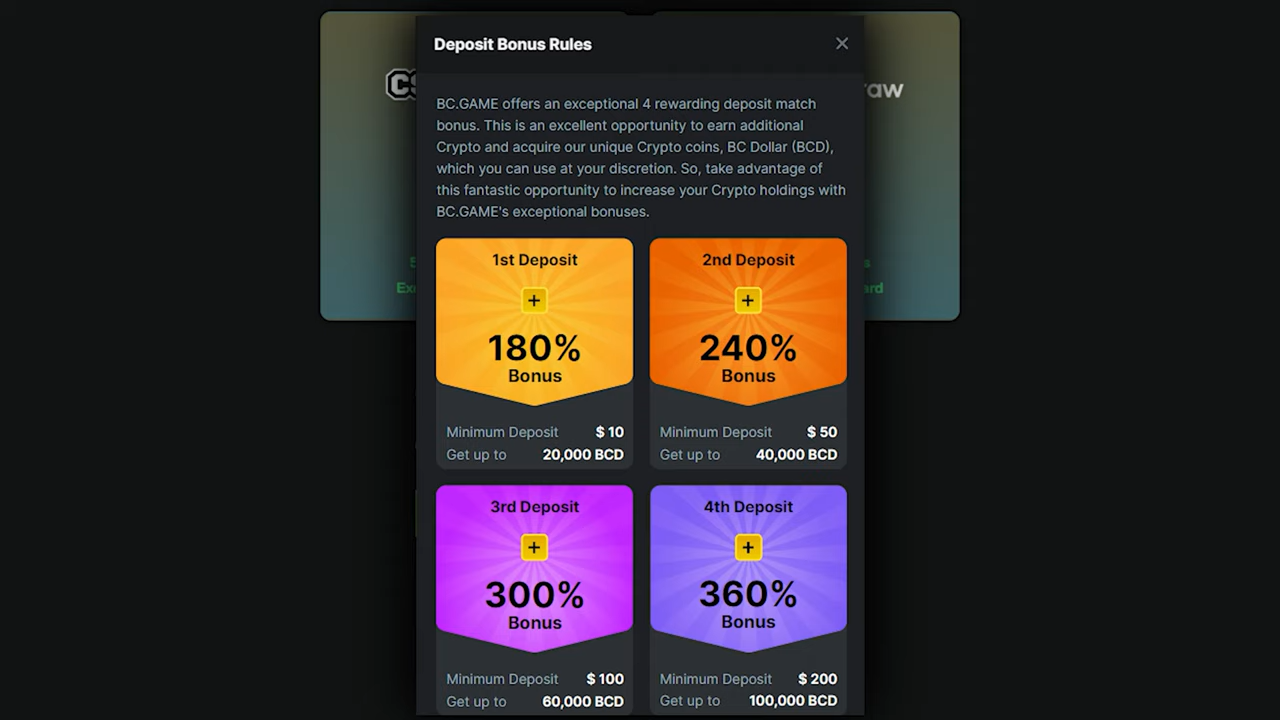 Deposit Bonus Rules
BC.GAME offers an exceptional 4 rewarding deposit match
bonus. This is an excellent opportunity to earn additional
Crypto and acquire our unique Crypto coins, BC Dollar (BCD),
which you can use at your discretion. So, take advantage of
this fantastic opportunity to increase your Crypto holdings with
BC.GAME's exceptional bonuses.
1st Deposit
+
180%
Bonus
Minimum Deposit $ 10
Get up to 20,000 BCD
2nd Deposit
+
240%
Bonus
Minimum Deposit $ 50
Get up to 40,000 BCD
3rd Deposit
+
300%
Bonus
Minimum Deposit $ 100
Get up to 60,000 BCD
4th Deposit
+
360%
Bonus
Minimum Deposit $ 200
Get up to 100,000 BCD